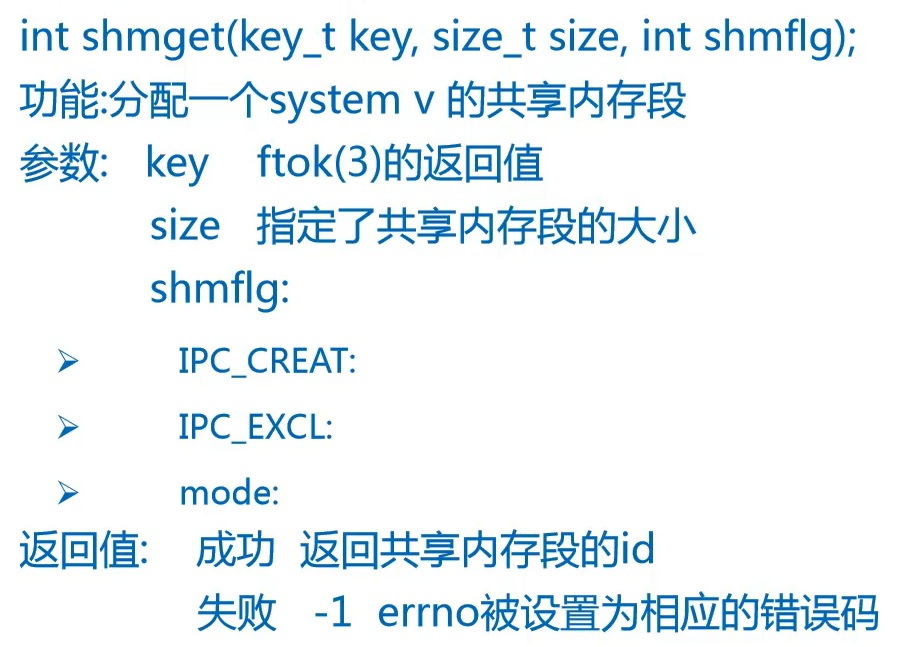 int shmget(key_t key, size_t size, int shmflg);
功能:分配一个system v 的共享内存段
参数: key ftok(3)的返回值
size 指定了共享内存段的大小
shmflg:
➢ IPC_CREAT:
➢ IPC_EXCL:
➢ mode:
返回值: 成功 返回共享内存段的id
失败 -1 errno被设置为相应的错误码